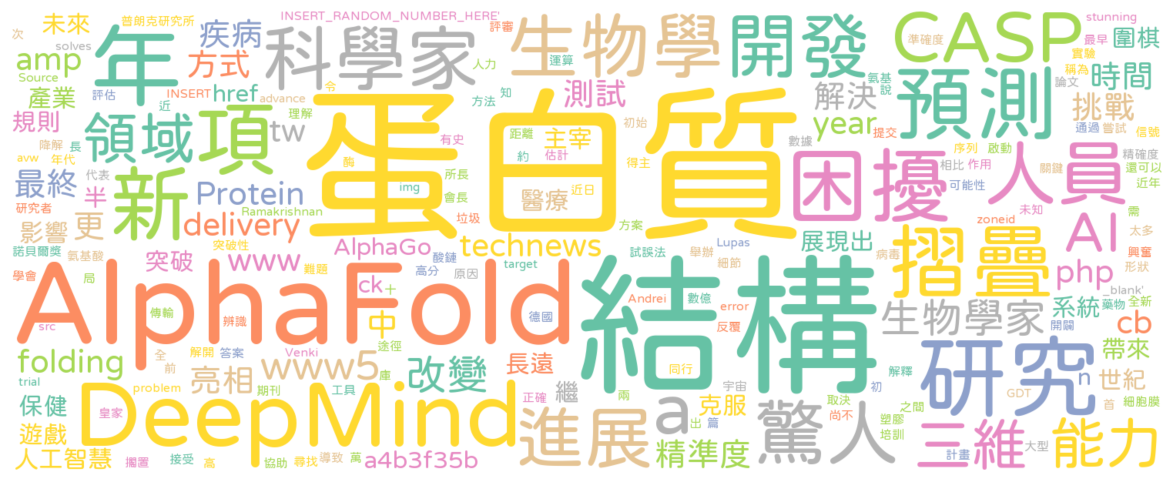 INSERT_RANDOM_NUMBER_HERE'
普朗克研究所
未來
次
solves
amp
Source
產業
評估
INSERT
近
規則
降解
長
avw
年代
最終
代表
半
研究者
影響
更
諾貝爾獎
氨基酸
學會
局
年
疾病
方式
href
advance
理解
領域
項
tw
新
Protein
delivery
Ramakrishnan
突破性
突破
www
難題
科學家
評審
人力
令
方法
知
有史
酶
初始
生物學
運算
開發
測試
距離
約
估計
主宰
醫療
近日
得主
數據
解決
year
CASP
stunning
準確度
最早
圍棋
實驗
氨基
說
稱為
論文
時間
預測
挑戰
提交
序列
啟動
通過
嘗試
信號
相比
作用
關鍵
精確度
還可以
近年
可能性
蛋白質
困擾
人員
所長
會長
img
垃圾
AlphaGo
酸鏈
高分
原因
ck
technews
方案
Lupas
試誤法
舉辦
細節
target
展現出
病毒
zoneid
未知
需
太多
AI
興奮
形狀
php
_blank'
摺疊
AlphaFold
src
傳輸
辨識
中
德國
途徑
結構
Andrei
數億
error
反覆
同行
宇宙
生物學家
系統
藥物
全新
開闢
cb
帶來
folding
全
前
解開
答案
Venki
庫
www5
亮相
改變
長遠
繼
兩
初
解釋
研究
n
GDT
世紀
首
細胞膜
trial
problem
期刊
工具
正確
保健
皇家
DeepMind
遊戲
人工智慧
擱置
接受
高
協助
尋找
導致
萬
a4b3f35b
進展
a
出
篇
克服
精準度
驚人
取決
尚不
塑膠
之間
培訓
三維
計畫
大型
能力